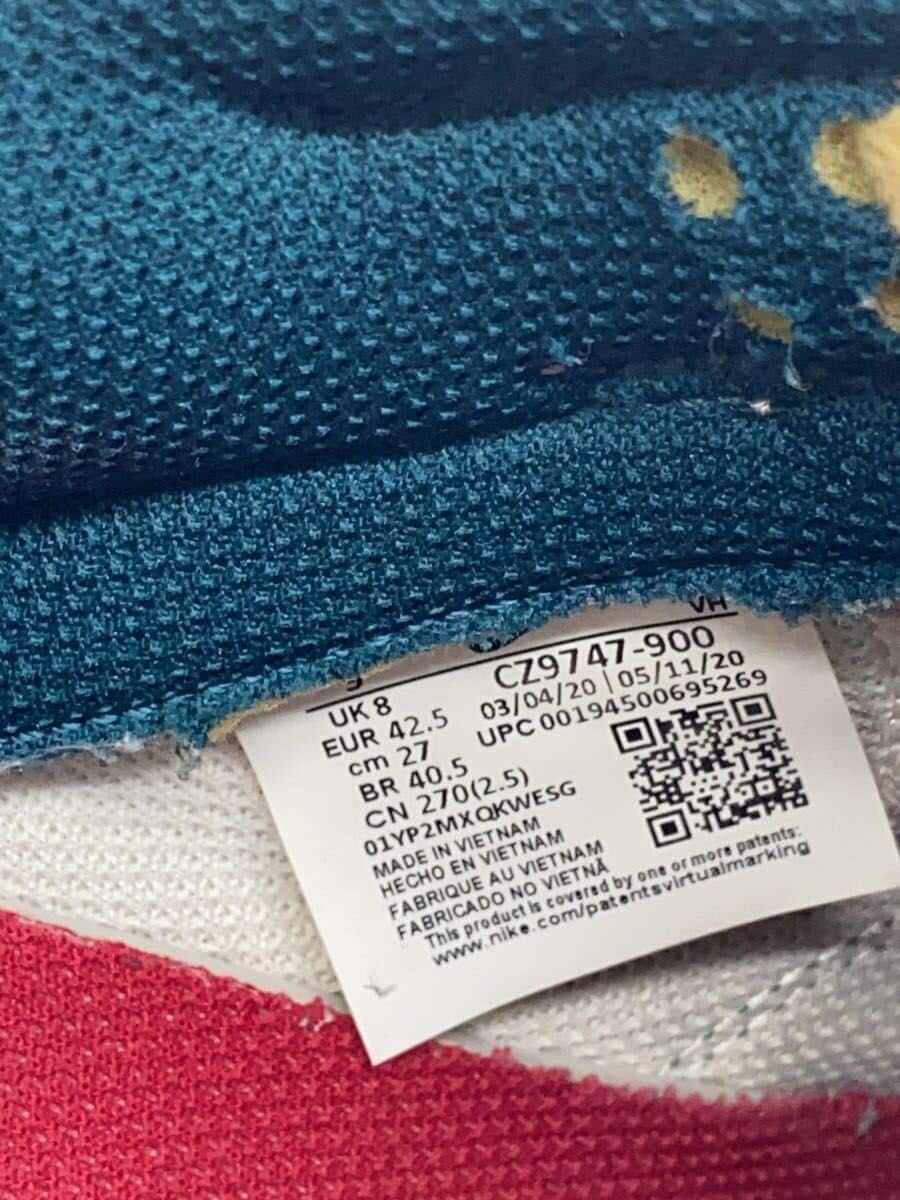 VH
UK 8
EUR 42.5
cm 27
BR 40.5
CN 270(2.5)
CZ9747-900
03/04/20 | 05/11/20
UPC 00194500695269
01YP2MXQKWESG
MADE IN VIETNAM
HECHO EN VIETNAM
FABRIQUE AU VIETNAM
FABRICADO NO VIETNÃ
This product is covered by one or more patents:
www.nike.com/patentsvirtualmarking